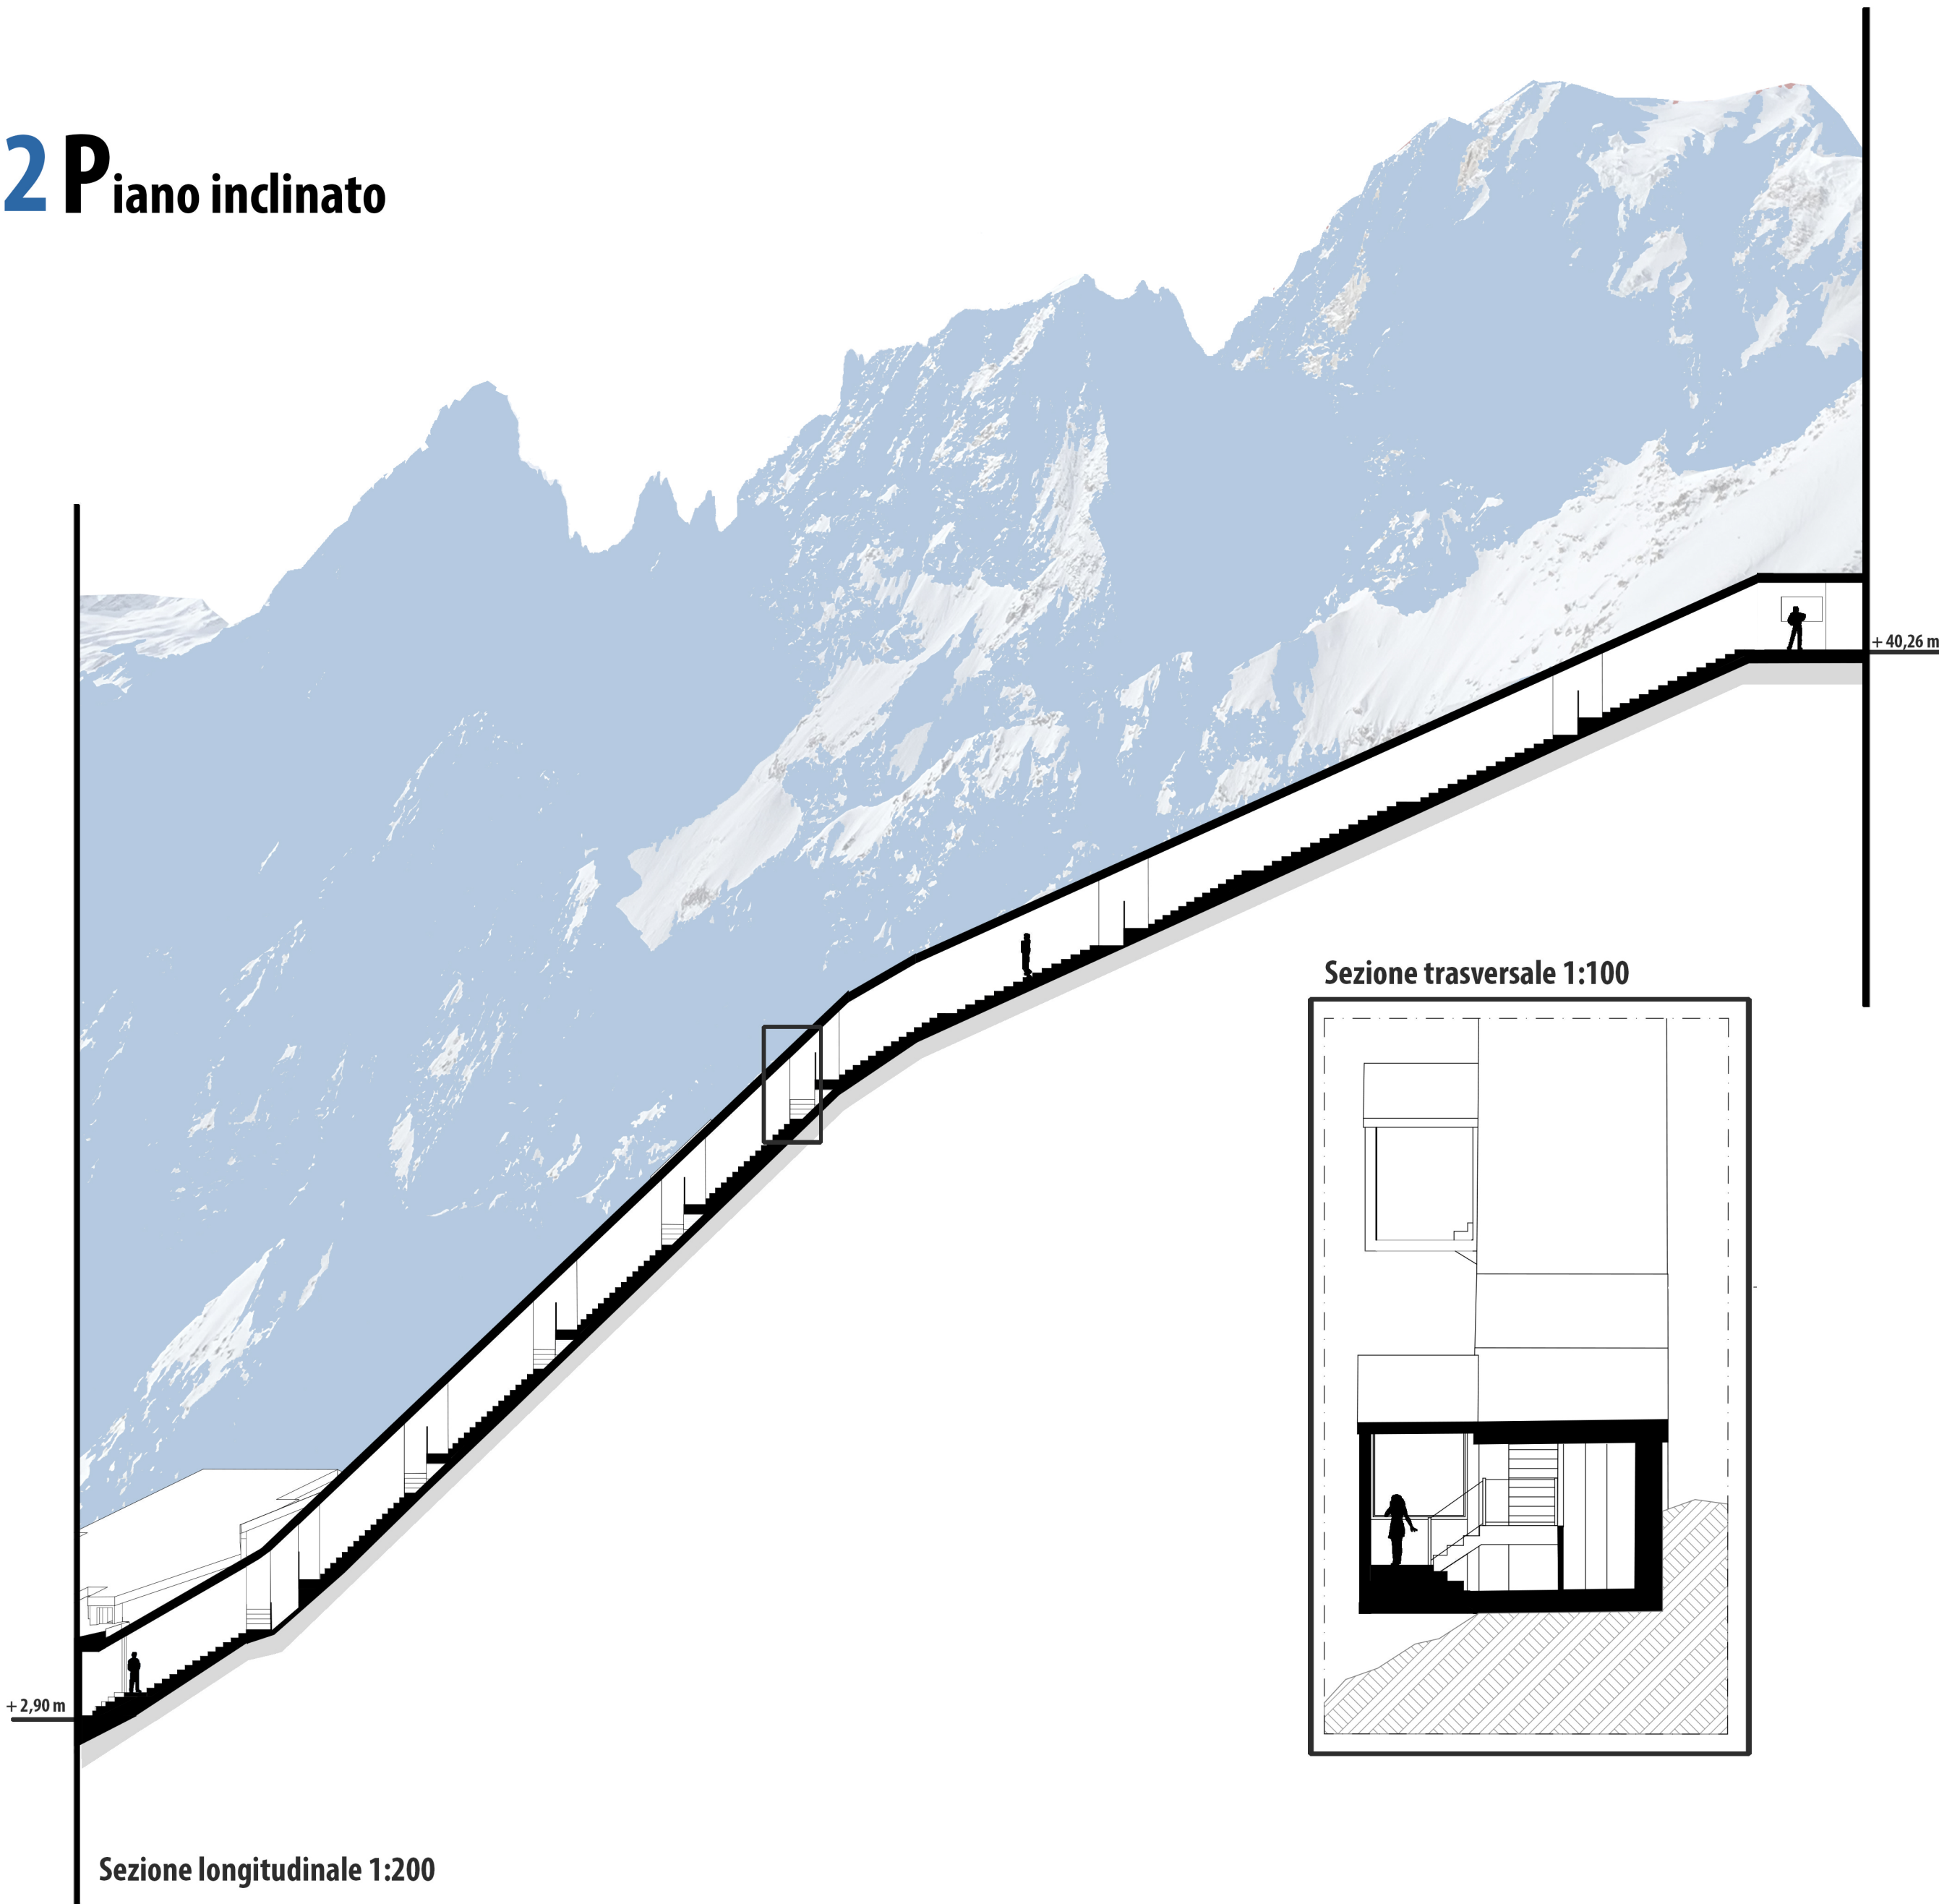 2 Piano inclinato
+ 40,26 m
Sezione trasversale 1:100
+ 2,90 m
Sezione longitudinale 1:200